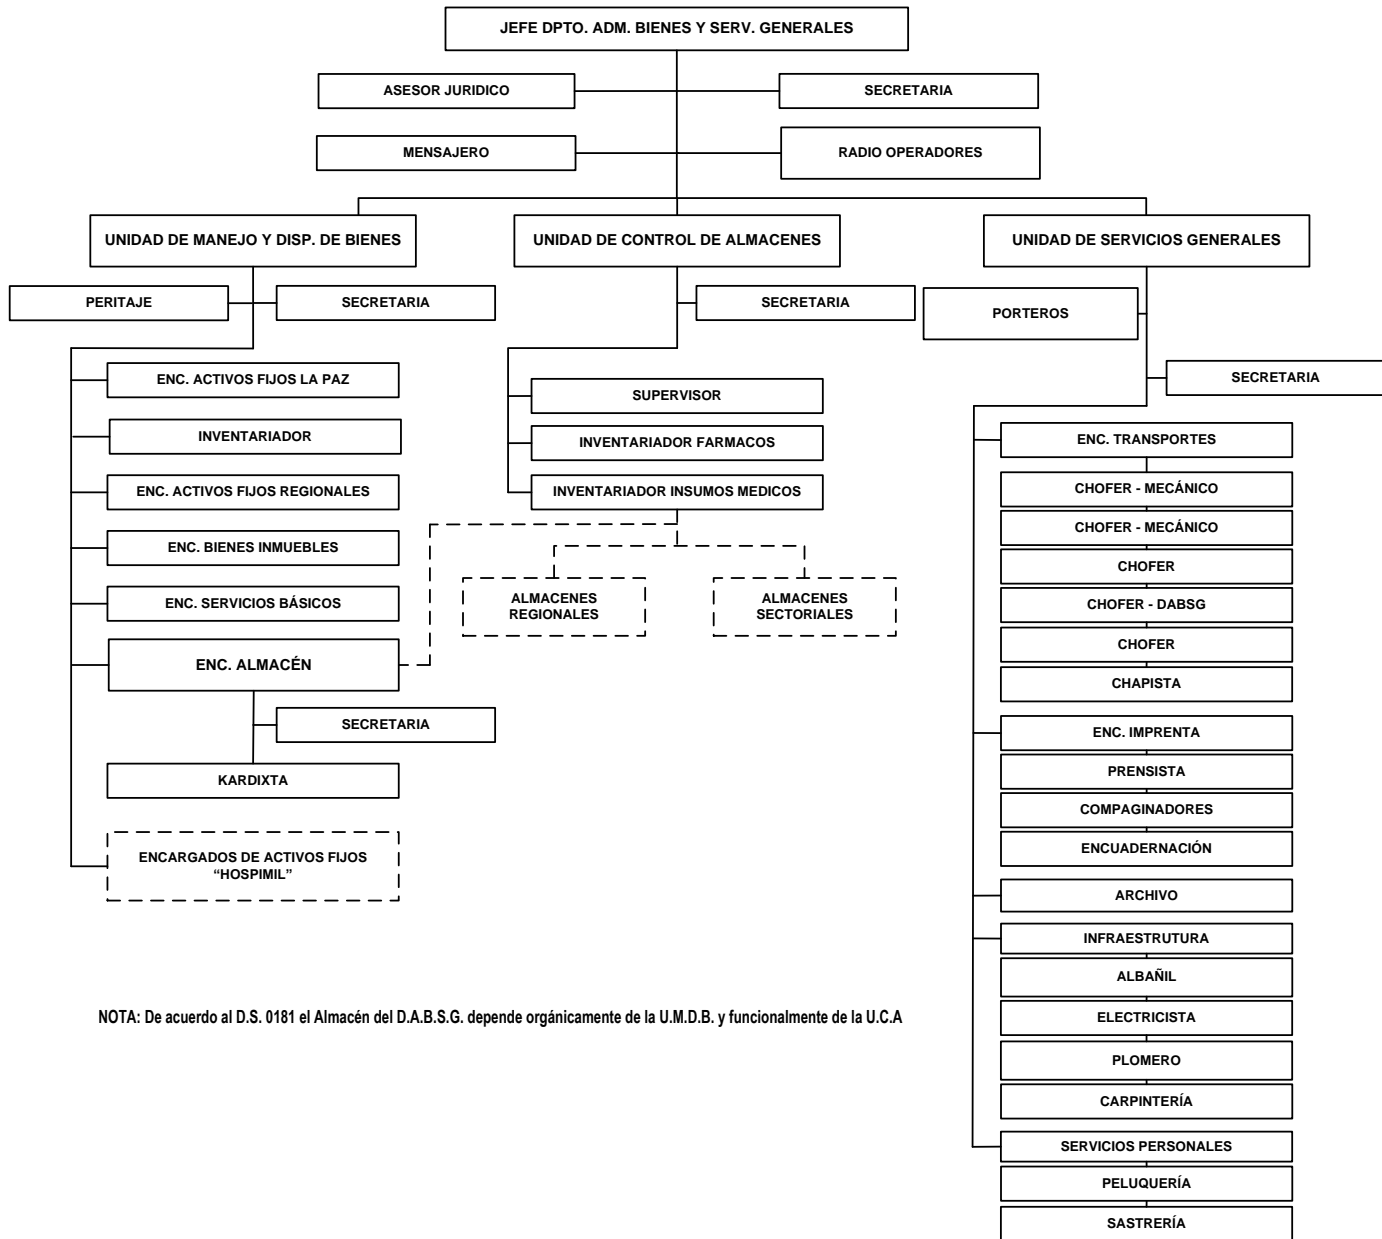 JEFE DPTO. ADM. BIENES Y SERV. GENERALES
ASESOR JURIDICO
SECRETARIA
MENSAJERO
RADIO OPERADORES
UNIDAD DE MANEJO Y DISP. DE BIENES
UNIDAD DE CONTROL DE ALMACENES
UNIDAD DE SERVICIOS GENERALES
PERITAJE
SECRETARIA
SECRETARIA
PORTEROS
SECRETARIA
ENC. ACTIVOS FIJOS LA PAZ
INVENTARIADOR
ENC. ACTIVOS FIJOS REGIONALES
ENC. BIENES INMUEBLES
ENC. SERVICIOS BÁSICOS
ENC. ALMACÉN
SECRETARIA
KARDIXTA
ENCARGADOS DE ACTIVOS FIJOS
“HOSPIMIL”
SUPERVISOR
INVENTARIADOR FARMACOS
INVENTARIADOR INSUMOS MEDICOS
ALMACENES
REGIONALES
ALMACENES
SECTORIALES
ENC. TRANSPORTES
CHOFER - MECÁNICO
CHOFER - MECÁNICO
CHOFER
CHOFER - DABSG
CHOFER
CHAPISTA
ENC. IMPRENTA
PRENSISTA
COMPAGINADORES
ENCUADERNACIÓN
ARCHIVO
INFRAESTRUTURA
ALBAÑIL
ELECTRICISTA
PLOMERO
CARPINTERÍA
SERVICIOS PERSONALES
PELUQUERÍA
SASTRERÍA
NOTA: De acuerdo al D.S. 0181 el Almacén del D.A.B.S.G. depende orgánicamente de la U.M.D.B. y funcionalmente de la U.C.A